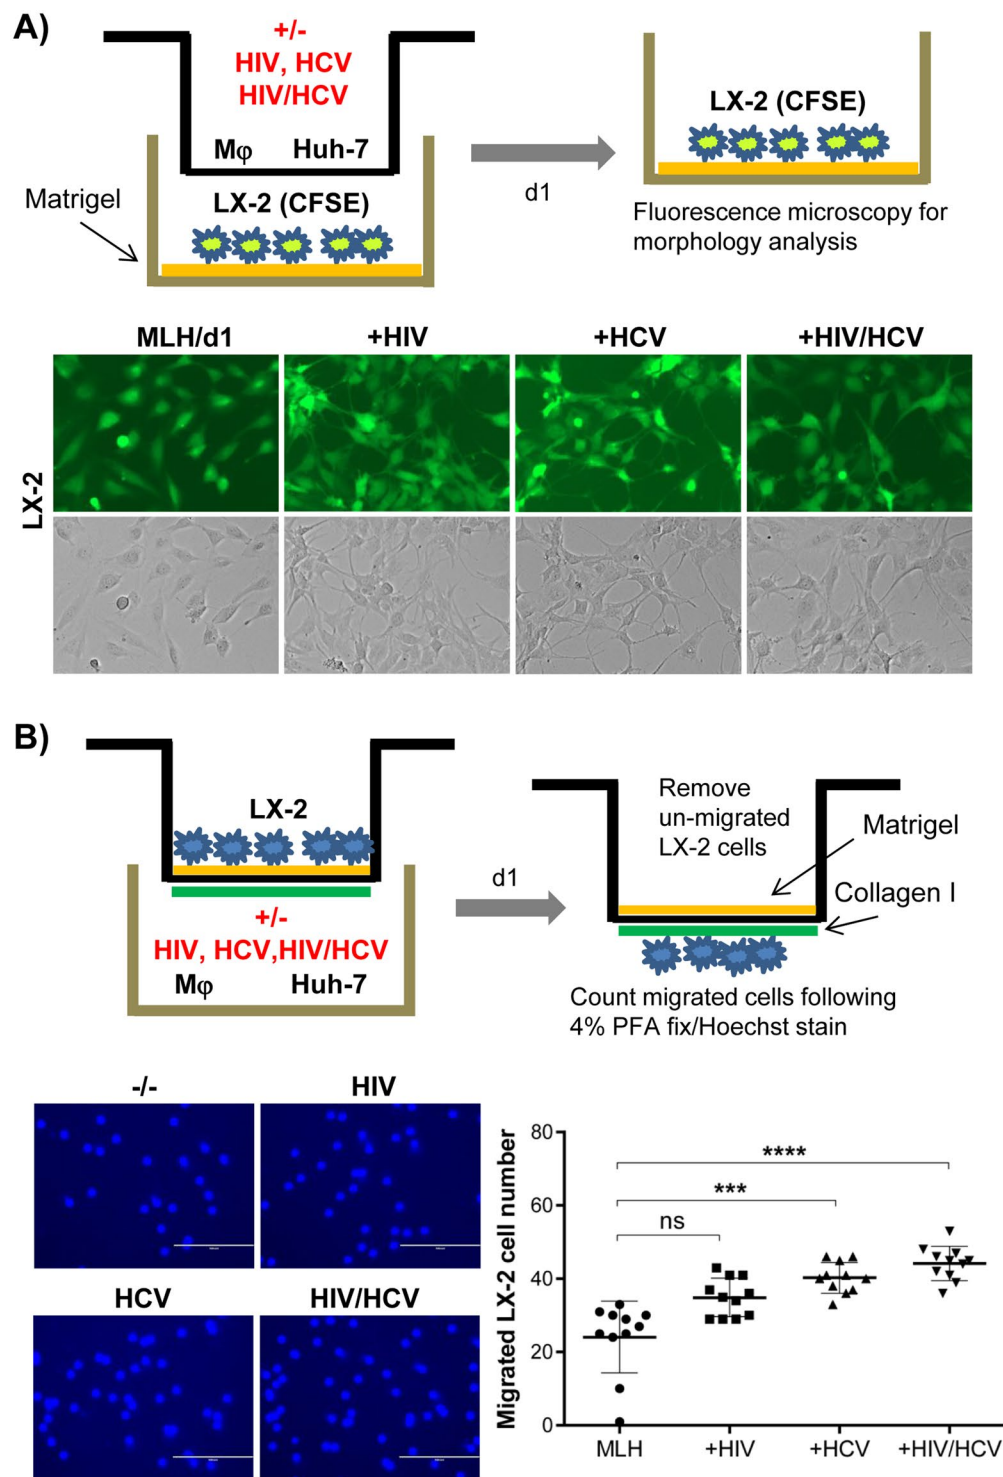 A)
+/-
HIV, HCV
HIV/HCV
Mφ Huh-7
Matrigel
LX-2 (CFSE)
d1
LX-2 (CFSE)
Fluorescence microscopy for
morphology analysis
MLH/d1 +HIV +HCV +HIV/HCV
LX-2
B)
LX-2
+/-
HIV, HCV,HIV/HCV
Mφ Huh-7
d1
Remove
un-migrated
LX-2 cells
Matrigel
Collagen I
Count migrated cells following
4% PFA fix/Hoechst stain
-/- HIV
HCV HIV/HCV
Migrated LX-2 cell number
80
60
40
20
0
ns
***
****
MLH +HIV +HCV +HIV/HCV